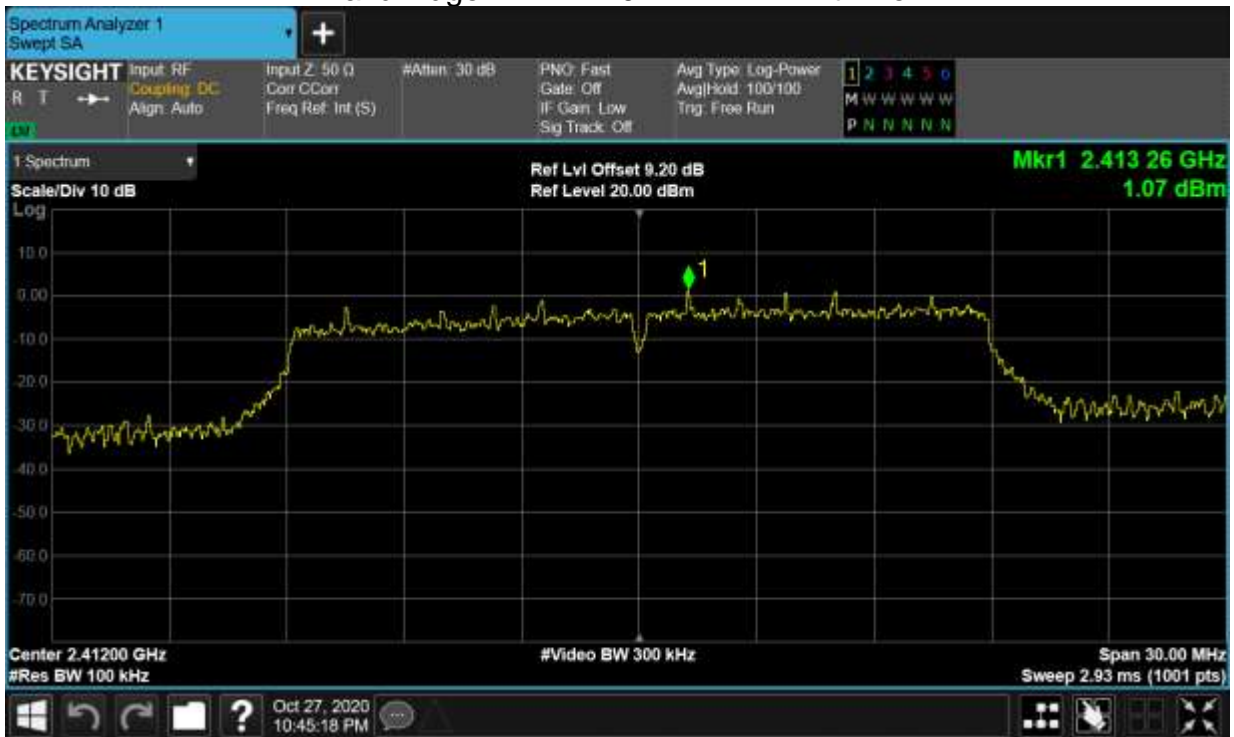 Spectrum Analyzer 1
Swept SA
+
KEYSIGHT
R T
Input: RF
Coupling: DC
Align: Auto
Input Z: 50 Ω
Corr CCorr
Freq Ref: Int (S)
#Atten: 30 dB
PNO: Fast
Gate: Off
IF Gain: Low
Sig Track: Off
Avg Type: Log-Power
Avg|Hold: 100/100
Trig: Free Run
1 2 3 4 5 6
M W W W W W
P N N N N N
1 Spectrum
Scale/Div 10 dB
Ref Lvl Offset 9.20 dB
Ref Level 20.00 dBm
Mkr1 2.413 26 GHz
1.07 dBm
Log
10.0
0.00
-10.0
-20.0
-30.0
-40.0
-50.0
-60.0
-70.0
1
Center 2.41200 GHz
#Res BW 100 kHz
#Video BW 300 kHz
Span 30.00 MHz
Sweep 2.93 ms (1001 pts)
?
Oct 27, 2020
10:45:18 PM